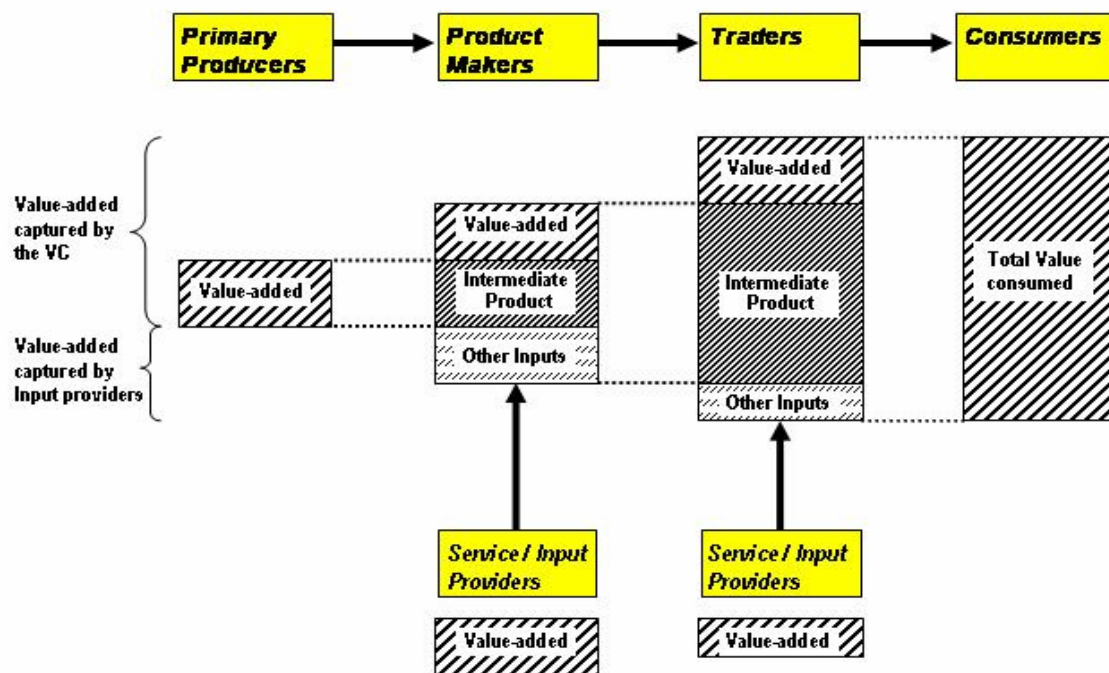 Primary
Producers
Product
Makers
Traders
Consumers
Value-added
captured by
the VC
Value-added
captured by
Input providers
Value-added
Value-added
Intermediate
Product
Other Inputs
Value-added
Intermediate
Product
Other Inputs
Total Value
consumed
Service / Input
Providers
Value-added
Service / Input
Providers
Value-added